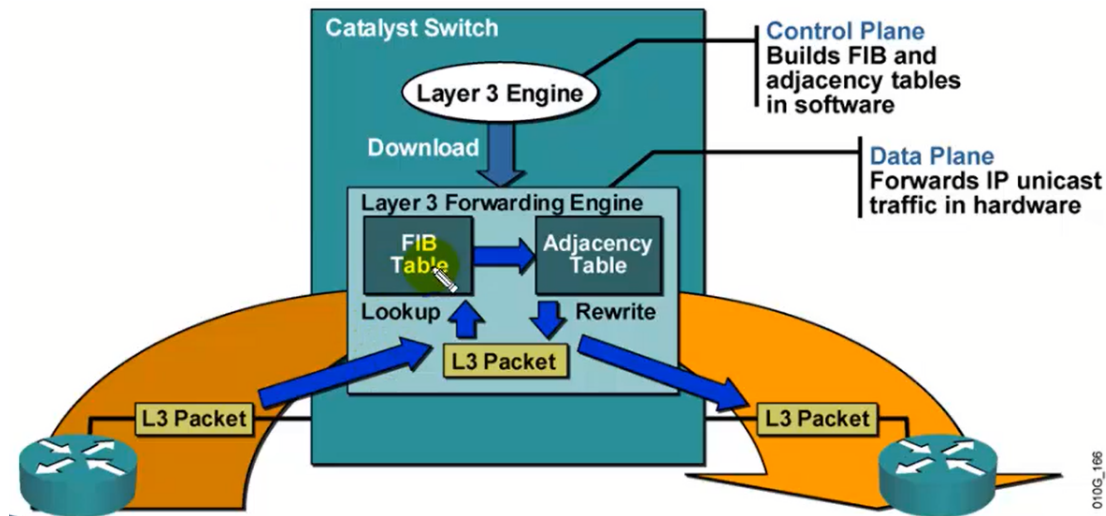 Catalyst Switch
Layer 3 Engine
Download
Control Plane
Builds FIB and
adjacency tables
in software
Data Plane
Forwards IP unicast
traffic in hardware
Layer 3 Forwarding Engine
FIB
Table
Adjacency
Table
Lookup
Rewrite
L3 Packet
L3 Packet
L3 Packet
010G_166